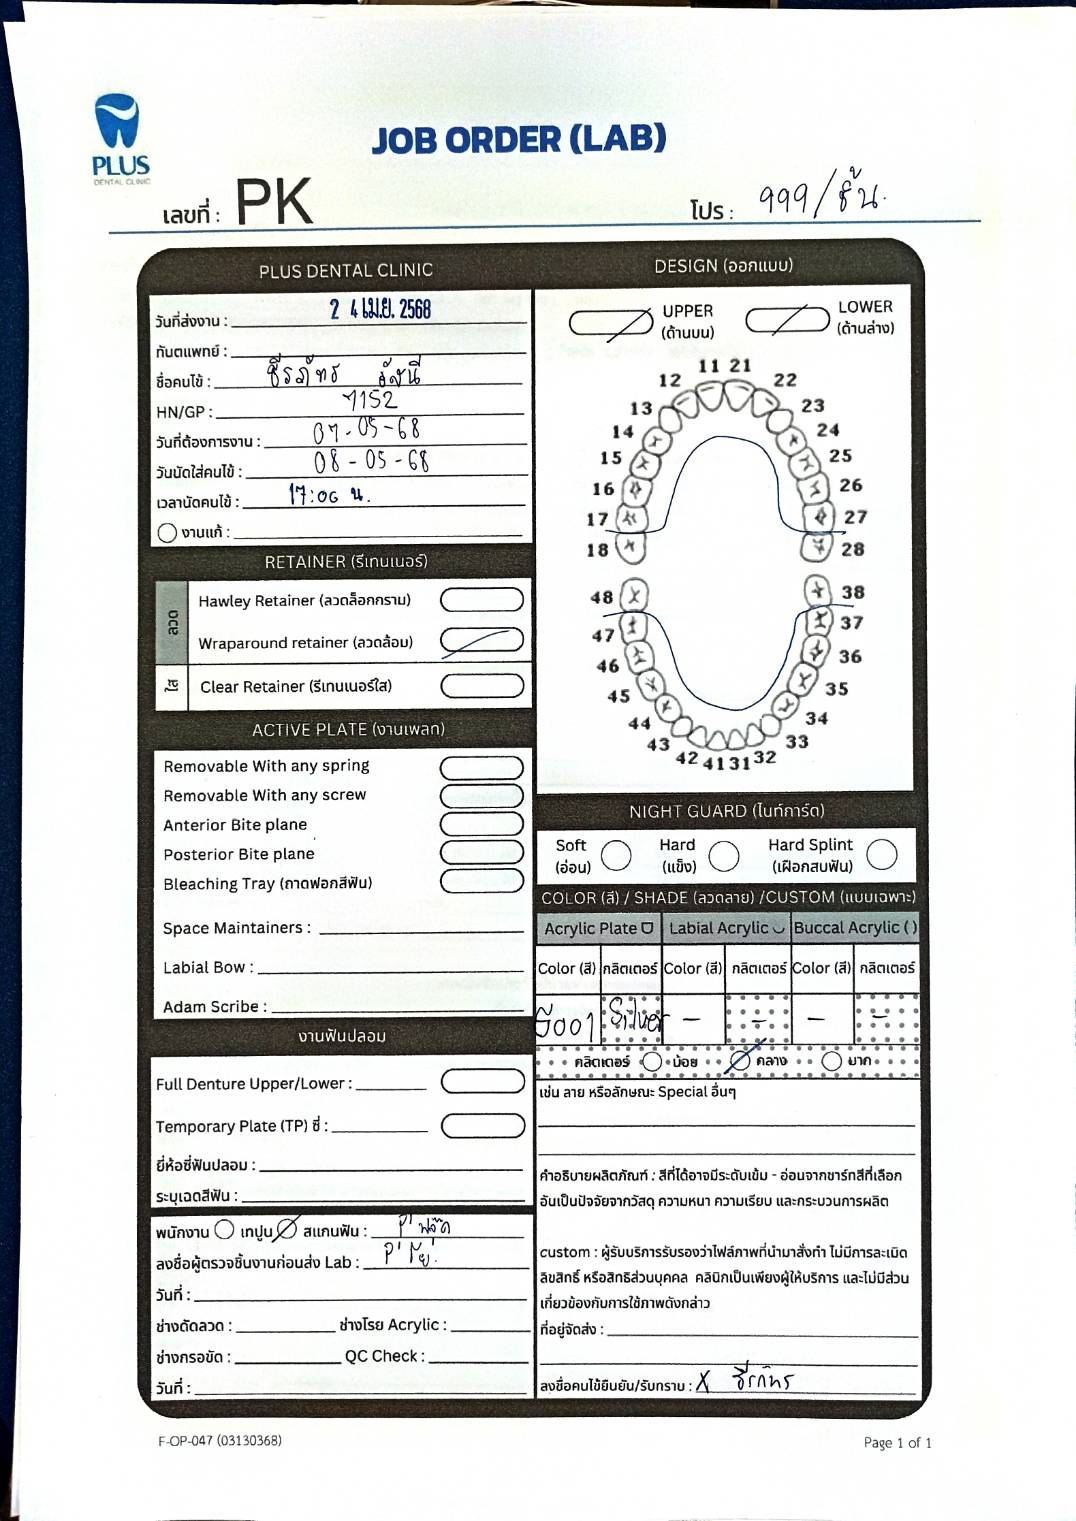 PLUS
DENTAL CLINIC
JOB ORDER (LAB)
เลขที่ : PK
โปร : 999/ชิ้น.
PLUS DENTAL CLINIC
วันที่ส่งงาน : 2 4 เม.ย. 2568
ทันตแพทย์ :
ชื่อคนไข้ : ธีรภัทร
HN/GP : 7152
วันที่ต้องการงาน : 07-05-68
วันนัดใส่คนไข้ : 08-05-68
เวลานัดคนไข้ : 17:00 น.
งานแก้ :
RETAINER (รีเทนเนอร์)
ลวด
Hawley Retainer (ลวดล็อกกราม)
Wraparound retainer (ลวดล้อม)
ใส
Clear Retainer (รีเทนเนอร์ใส)
ACTIVE PLATE (งานเพลท)
Removable With any spring
Removable With any screw
Anterior Bite plane
Posterior Bite plane
Bleaching Tray (ถาดฟอกสีฟัน)
Space Maintainers :
Labial Bow :
Adam Scribe :
งานฟันปลอม
Full Denture Upper/Lower :
Temporary Plate (TP) ซี่ :
ยี่ห้อซี่ฟันปลอม :
ระบุเฉดสีฟัน :
พนักงาน เทปูน สแกนฟัน : P'
ลงชื่อผู้ตรวจชิ้นงานก่อนส่ง Lab : P'
วันที่ :
ช่างดัดลวด : ช่างโรย Acrylic :
ช่างกรอขัด : QC Check :
วันที่ :
DESIGN (ออกแบบ)
UPPER (ด้านบน)
LOWER (ด้านล่าง)
11 21
12 22
13 23
14 24
15 25
16 26
17 27
18 28
48 38
47 37
46 36
45 35
44 34
43 33
42 41 31 32
NIGHT GUARD (ไนท์การ์ด)
Soft (อ่อน)
Hard (แข็ง)
Hard Splint (เฝือกสบฟัน)
COLOR (สี) / SHADE (ลวดลาย) /CUSTOM (แบบเฉพาะ)
Acrylic Plate Labial Acrylic Buccal Acrylic ( )
Color (สี) กลิตเตอร์ Color (สี) กลิตเตอร์ Color (สี) กลิตเตอร์
001 Silver – – – –
กลิตเตอร์ น้อย กลาง มาก
เช่น ลาย หรือลักษณะ Special อื่นๆ
คำอธิบายผลิตภัณฑ์ : สีที่ได้อาจมีระดับเข้ม - อ่อนจากชาร์ทสีที่เลือก
อันเป็นปัจจัยจากวัสดุ ความหนา ความเรียบ และกระบวนการผลิต
custom : ผู้รับบริการรับรองว่าไฟล์ภาพที่นำมาสั่งทำ ไม่มีการละเมิด
ลิขสิทธิ์ หรือสิทธิส่วนบุคคล คลินิกเป็นเพียงผู้ให้บริการ และไม่มีส่วน
เกี่ยวข้องกับการใช้ภาพดังกล่าว
ที่อยู่จัดส่ง :
ลงชื่อคนไข้ยืนยัน/รับทราบ : X ธีรภัทร
F-OP-047 (03130368)
Page 1 of 1